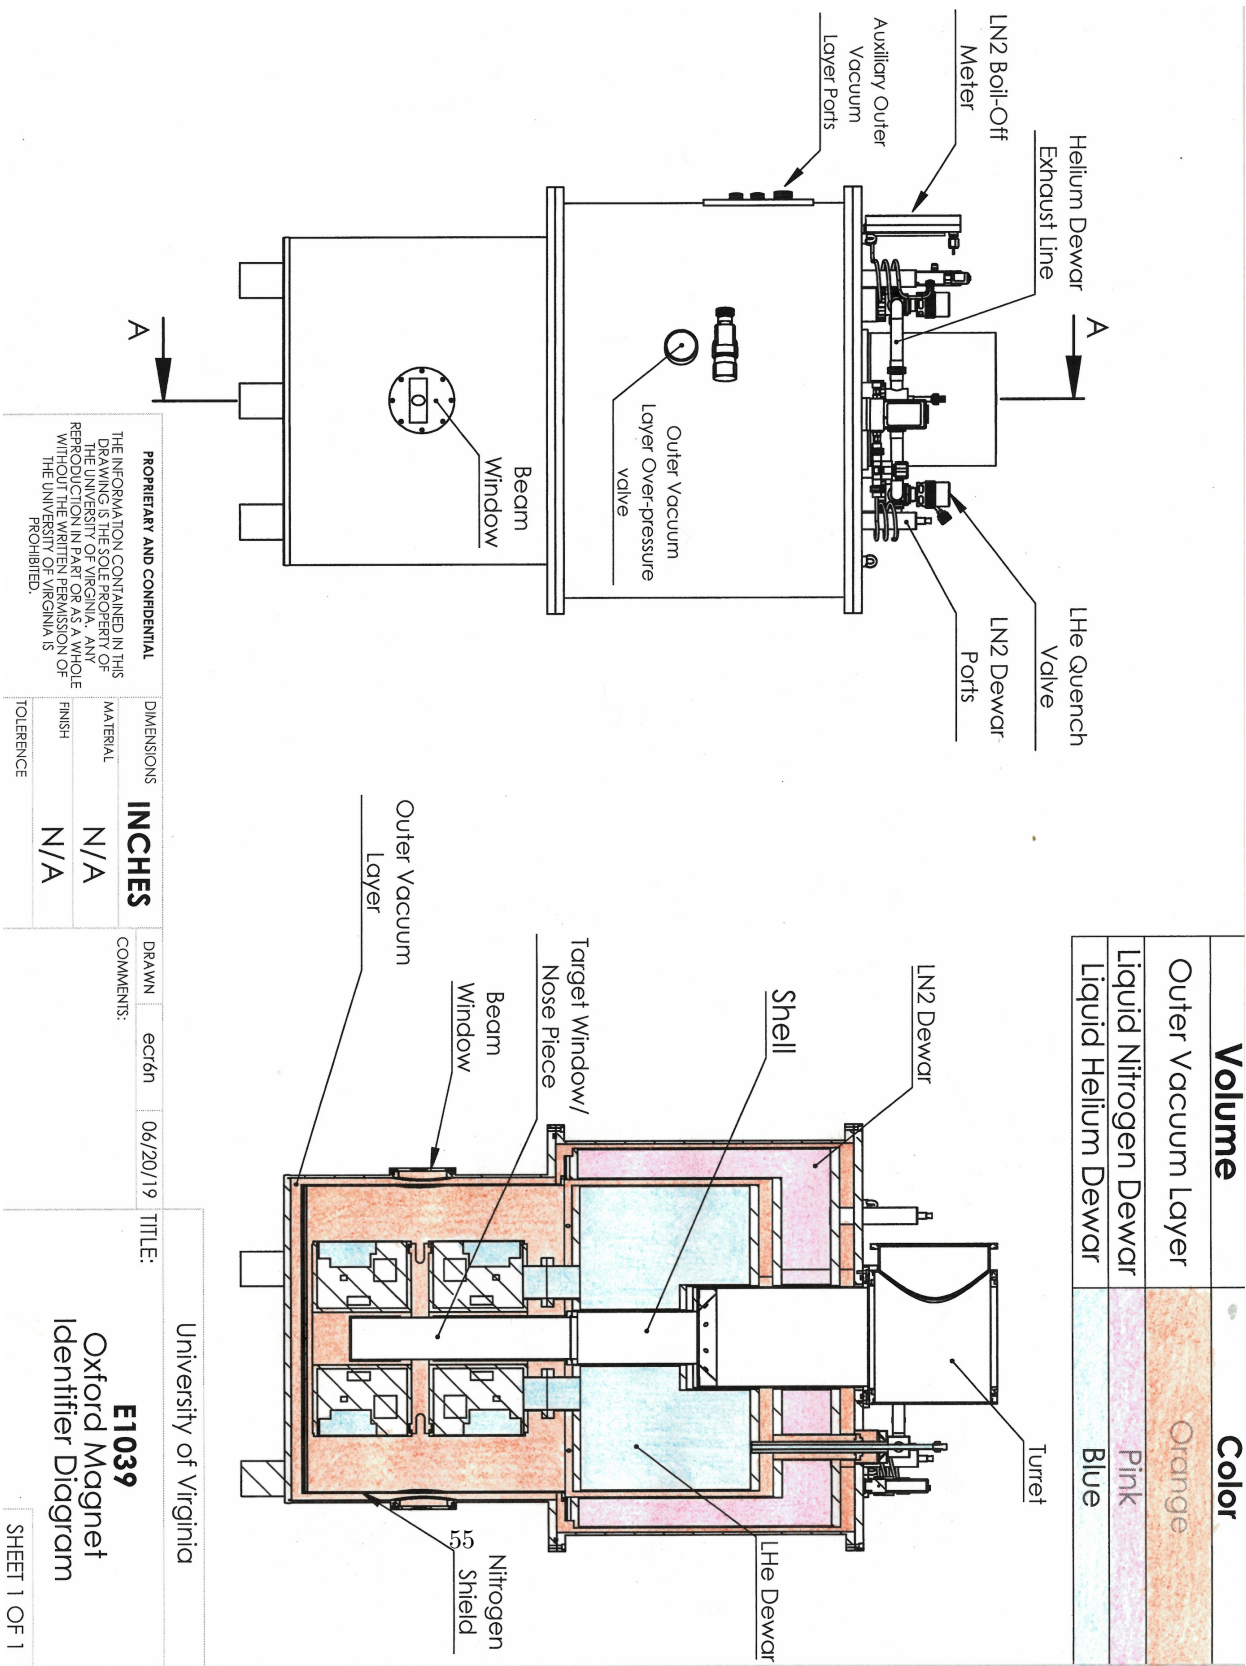 LN2 Boil-Off
Meter
Auxiliary Outer
Vacuum
Layer Ports
Helium Dewar
Exhaust Line
A
A
Outer Vacuum
Layer Over-pressure
valve
Beam
Window
LHe Quench
Valve
LN2 Dewar
Ports
Volume
Color
Outer Vacuum Layer
Orange
Liquid Nitrogen Dewar
Pink
Liquid Helium Dewar
Blue
LN2 Dewar
Shell
Target Window/
Nose Piece
Beam
Window
Outer Vacuum
Layer
Turret
LHe Dewar
Nitrogen
Shield
55
PROPRIETARY AND CONFIDENTIAL
THE INFORMATION CONTAINED IN THIS
DRAWING IS THE SOLE PROPERTY OF
THE UNIVERSITY OF VIRGINIA. ANY
REPRODUCTION IN PART OR AS A WHOLE
WITHOUT THE WRITTEN PERMISSION OF
THE UNIVERSITY OF VIRGINIA IS
PROHIBITED.
DIMENSIONS
INCHES
MATERIAL
N/A
FINISH
N/A
TOLERENCE
DRAWN
ecr6n
06/20/19
COMMENTS:
TITLE:
University of Virginia
E1039
Oxford Magnet
Identifier Diagram
SHEET 1 OF 1